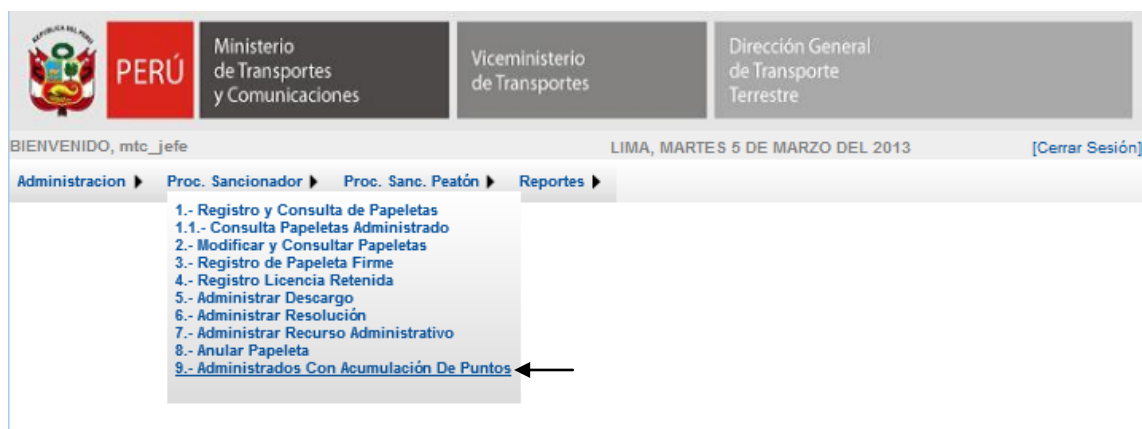 REPÚBLICA DEL PERÚ
PERÚ
Ministerio
de Transportes
y Comunicaciones
Viceministerio
de Transportes
Dirección General
de Transporte
Terrestre
BIENVENIDO, mtc_jefe
LIMA, MARTES 5 DE MARZO DEL 2013
[Cerrar Sesión]
Administracion
Proc. Sancionador
Proc. Sanc. Peatón
Reportes
1.- Registro y Consulta de Papeletas
1.1.- Consulta Papeletas Administrado
2.- Modificar y Consultar Papeletas
3.- Registro de Papeleta Firme
4.- Registro Licencia Retenida
5.- Administrar Descargo
6.- Administrar Resolución
7.- Administrar Recurso Administrativo
8.- Anular Papeleta
9.- Administrados Con Acumulación De Puntos